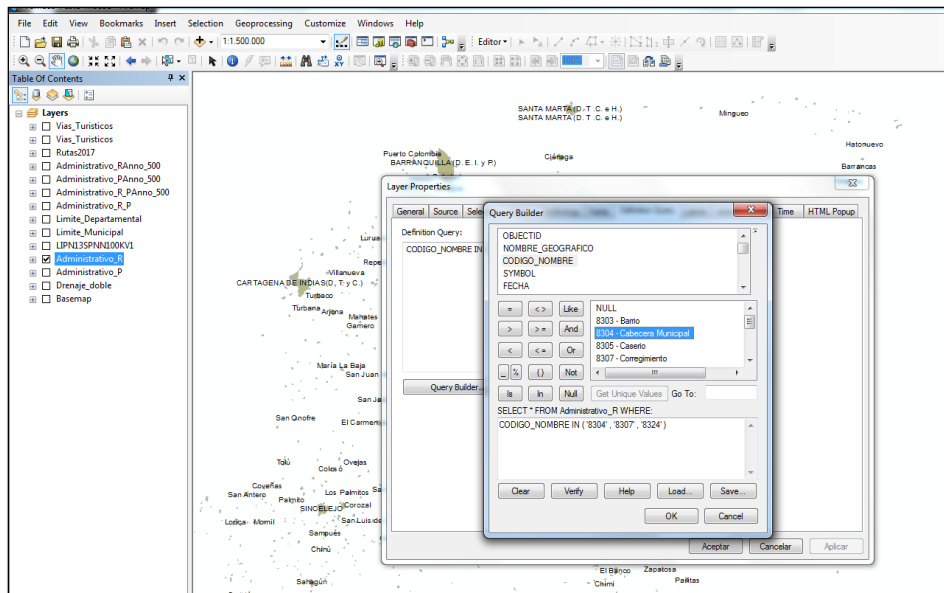 File Edit View Bookmarks Insert Selection Geoprocessing Customize Windows Help
1:1.500.000
Editor
100%
Table Of Contents
Layers
Vias_Turisticos
Vias_Turisticos
Rutas2017
Administrativo_RAnno_500
Administrativo_PAnno_500
Administrativo_R_PAnno_500
Administrativo_R_P
Limite_Departamental
Limite_Municipal
LIPN13SPNNN100KV1
Administrativo_R
Administrativo_P
Drenaje_doble
Basemap
SANTA MARTA (D. T .C. e H.)
SANTA MARTA (D. T .C. e H.)
Mingueo
Hatonuevo
Puerto Colombia
BARRANQUILLA (D. E. I. y P.)
Ciénaga
Barrancas
Villanueva
CARTAGENA DE INDIAS (D, T. y C.)
Turbaco
Turbana Arjona
Mahates
Gamero
María La Baja
San Juan
San Ja
San Onofre
El Carmen
Tolú
Ovejas
Colosó
Coveñas
San Antero
Palmito
Los Palmitos
Corozal
SINCELEJO
Lorica
Momil
San Luis de
Sampués
Chinú
Sahagún
El Banco
Zapatosa
Chimi
Pailitas
Layer Properties
General Source Sele
Time HTML Popup
Definition Query:
CODIGO_NOMBRE IN
Query Builder...
Aceptar Cancelar Aplicar
Query Builder
OBJECTID
NOMBRE_GEOGRAFICO
CODIGO_NOMBRE
SYMBOL
FECHA
= < > Like
> > = And
< < = Or
_ % () Not
Is In Null
NULL
8303 - Barrio
8304 - Cabecera Municipal
8305 - Caserio
8307 - Corregimiento
Get Unique Values Go To:
SELECT * FROM Administrativo_R WHERE:
CODIGO_NOMBRE IN ( '8304' , '8307' , '8324' )
Clear Verify Help Load... Save...
OK Cancel